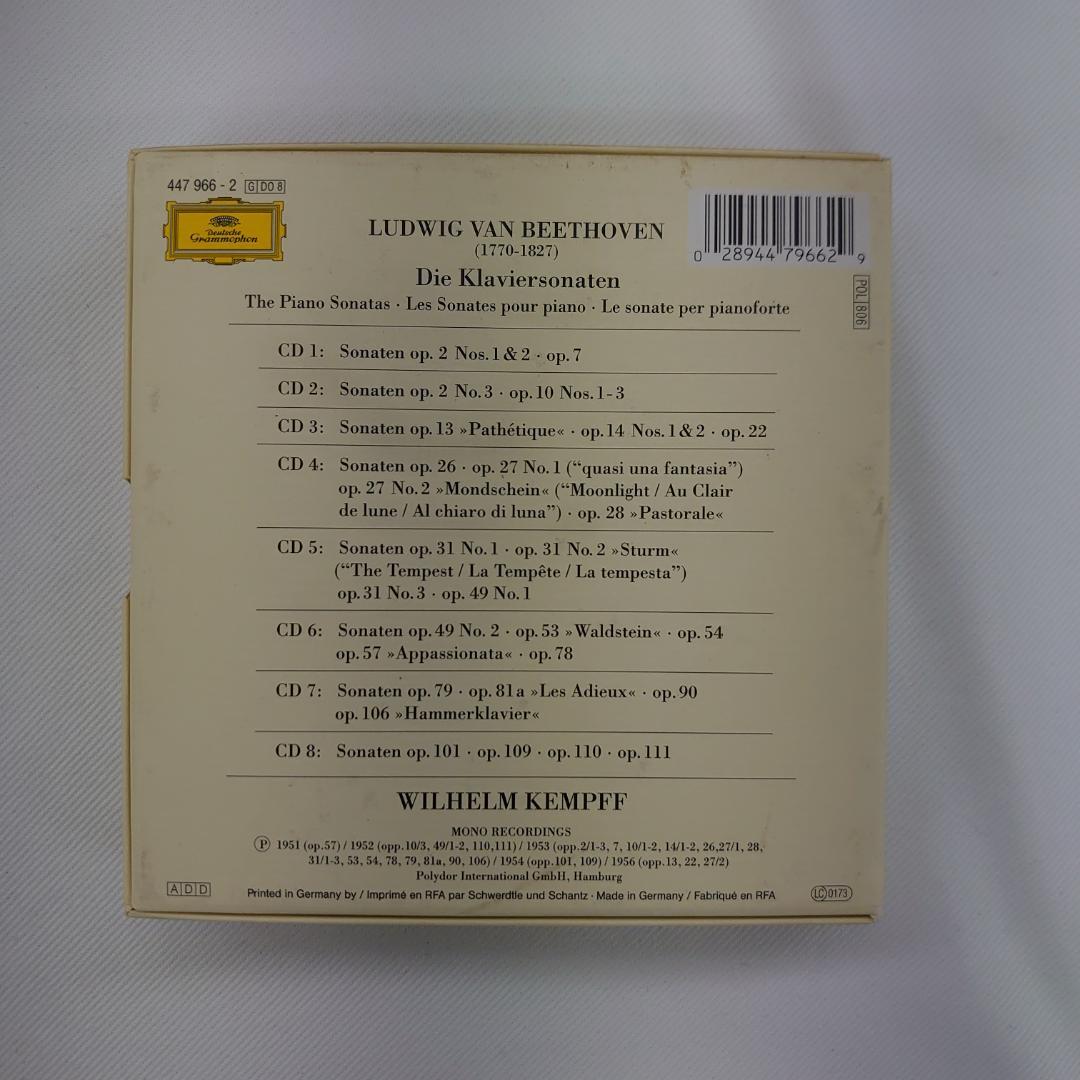 447 966 - 2 G DO 8
Deutsche
Grammophon
LUDWIG VAN BEETHOVEN
(1770-1827)
Die Klaviersonaten
The Piano Sonatas · Les Sonates pour piano · Le sonate per pianoforte
0 28944 79662 9
POL 806
CD 1: Sonaten op. 2 Nos. 1 & 2 · op. 7
CD 2: Sonaten op. 2 No. 3 · op. 10 Nos. 1-3
CD 3: Sonaten op. 13 »Pathétique« · op. 14 Nos. 1 & 2 · op. 22
CD 4: Sonaten op. 26 · op. 27 No. 1 (“quasi una fantasia”)
op. 27 No. 2 »Mondschein« (“Moonlight / Au Clair
de lune / Al chiaro di luna”) · op. 28 »Pastorale«
CD 5: Sonaten op. 31 No. 1 · op. 31 No. 2 »Sturm«
(“The Tempest / La Tempête / La tempesta”)
op. 31 No. 3 · op. 49 No. 1
CD 6: Sonaten op. 49 No. 2 · op. 53 »Waldstein« · op. 54
op. 57 »Appassionata« · op. 78
CD 7: Sonaten op. 79 · op. 81a »Les Adieux« · op. 90
op. 106 »Hammerklavier«
CD 8: Sonaten op. 101 · op. 109 · op. 110 · op. 111
WILHELM KEMPFF
MONO RECORDINGS
Ⓟ 1951 (op.57) / 1952 (opp.10/3, 49/1-2, 110,111) / 1953 (opp.2/1-3, 7, 10/1-2, 14/1-2, 26,27/1, 28,
31/1-3, 53, 54, 78, 79, 81a, 90, 106) / 1954 (opp.101, 109) / 1956 (opp.13, 22, 27/2)
Polydor International GmbH, Hamburg
ADD
Printed in Germany by / Imprimé en RFA par Schwerdtle und Schantz · Made in Germany / Fabriqué en RFA
LC 0173